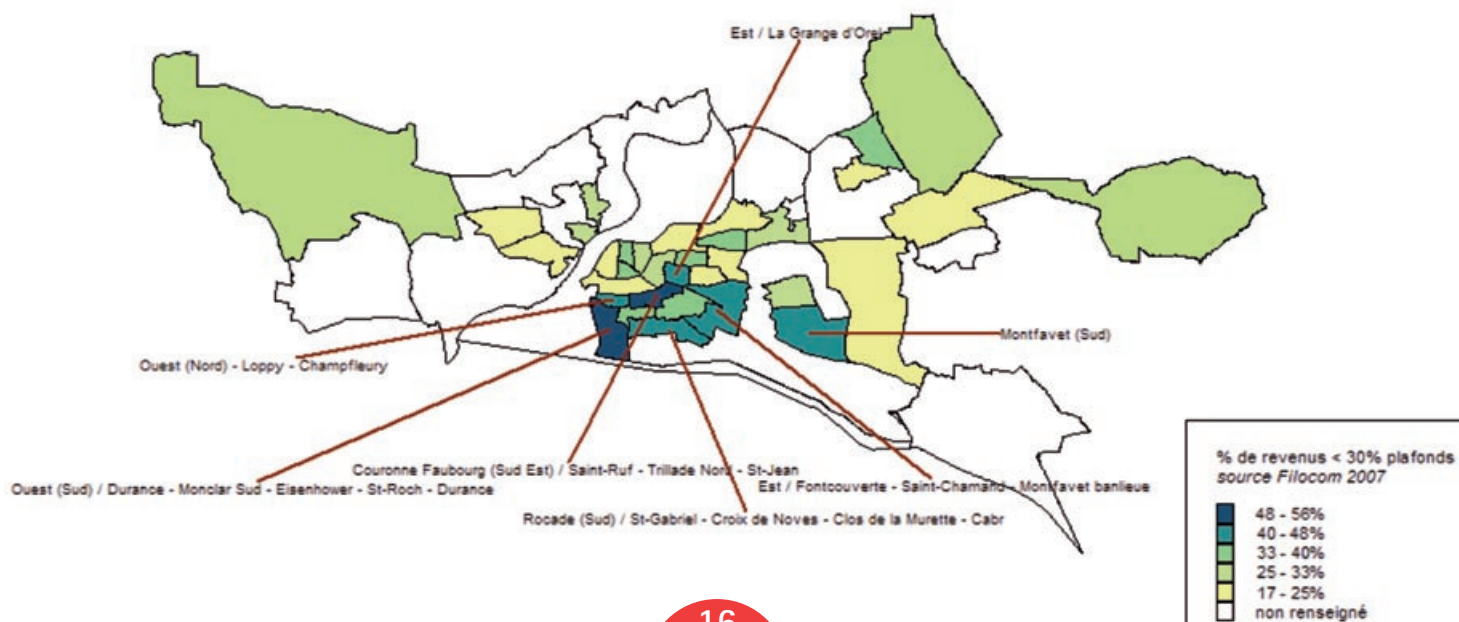 Est / La Grange d'Orel
Montfavet (Sud)
Ouest (Nord) - Loppy - Champfleury
Couronne Faubourg (Sud Est) / Saint-Ruf - Trillade Nord - St-Jean
Ouest (Sud) / Durance - Monclar Sud - Eisenhower - St-Roch - Durance
Est / Fontcouverte - Saint-Chamand - Montfavet banlieue
Rocade (Sud) / St-Gabriel - Croix de Noves - Clos de la Murette - Cabr
% de revenus < 30% plafonds
source Filocom 2007
48 - 56%
40 - 48%
33 - 40%
25 - 33%
17 - 25%
non renseigné
16